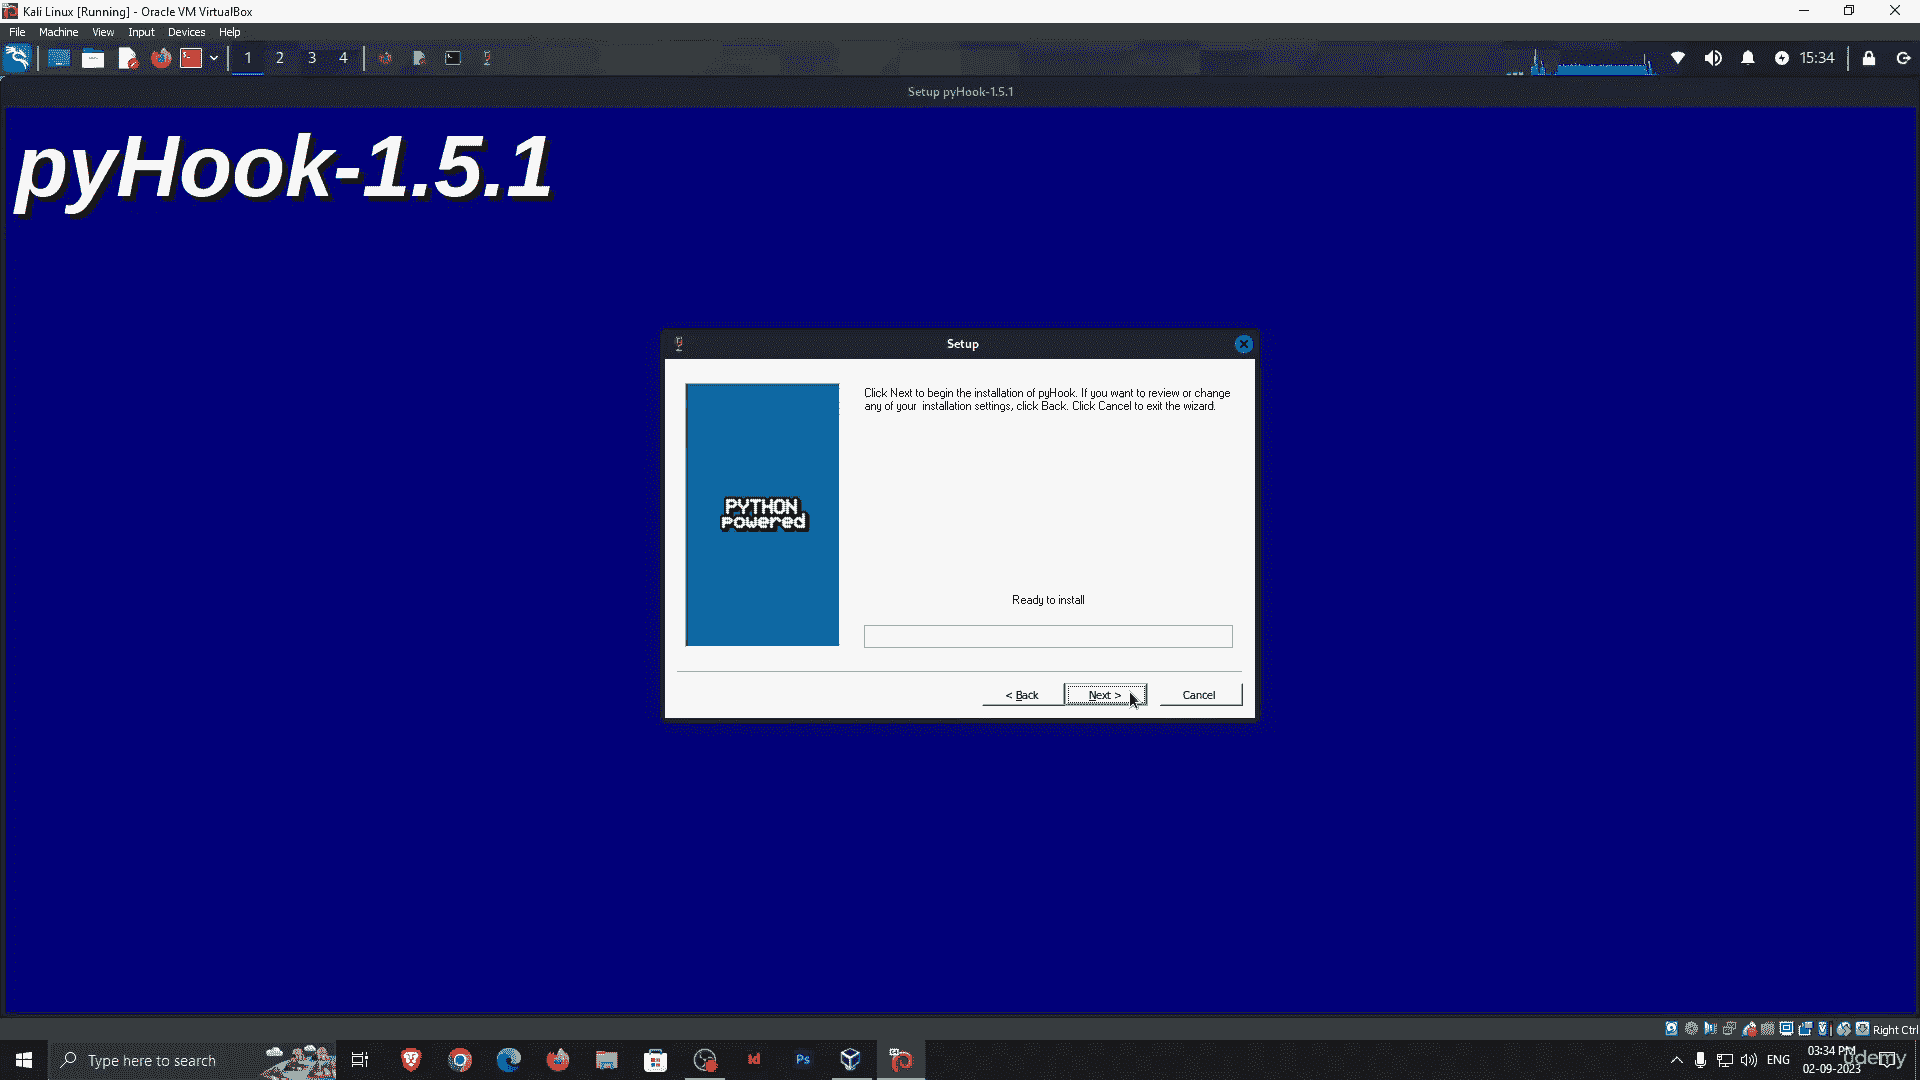 Kali Linux [Running] - Oracle VM VirtualBox
File Machine View Input Devices Help
1 2 3 4
15:34
Setup pyHook-1.5.1
pyHook-1.5.1
Setup
Click Next to begin the installation of pyHook. If you want to review or change
any of your installation settings, click Back. Click Cancel to exit the wizard.
PYTHON
powered
Ready to install
< Back Next > Cancel
Right Ctrl
Type here to search
Id
Ps
ENG
03:34 PM
02-09-2023
udemy